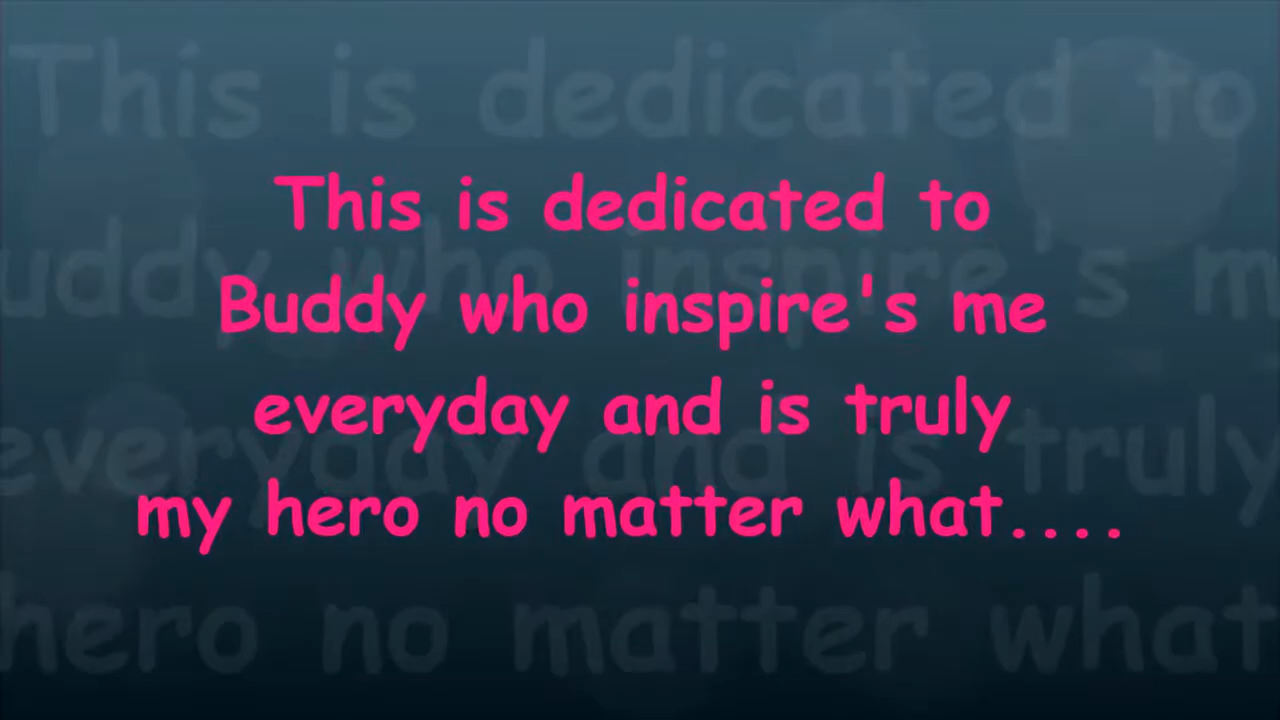 This is dedicated to
Buddy who inspire's me
everyday and is truly
my hero no matter what....